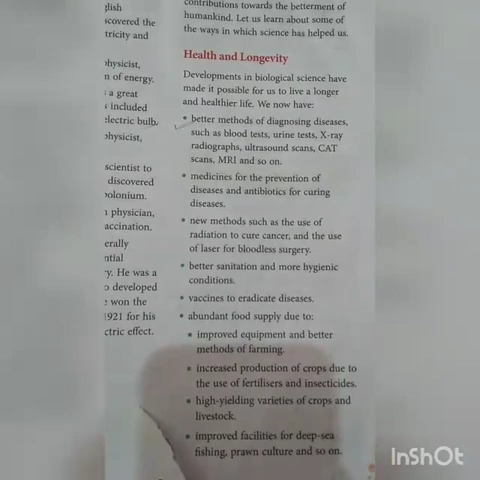 glish
scovered the
tricity and
physicist,
n of energy.
a great
s included
electric bulb.
physicist,
scientist to
discovered
polonium.
n physician,
accination.
erally
ntial
y. He was a
o developed
e won the
1921 for his
ctric effect.
contributions towards the betterment of
humankind. Let us learn about some of
the ways in which science has helped us.
Health and Longevity
Developments in biological science have
made it possible for us to live a longer
and healthier life. We now have:
• better methods of diagnosing diseases,
such as blood tests, urine tests, X-ray
radiographs, ultrasound scans, CAT
scans, MRI and so on.
• medicines for the prevention of
diseases and antibiotics for curing
diseases.
• new methods such as the use of
radiation to cure cancer, and the use
of laser for bloodless surgery.
• better sanitation and more hygienic
conditions.
• vaccines to eradicate diseases.
• abundant food supply due to:
• improved equipment and better
methods of farming.
• increased production of crops due to
the use of fertilisers and insecticides.
• high-yielding varieties of crops and
livestock.
• improved facilities for deep-sea
fishing, prawn culture and so on.
InShOt